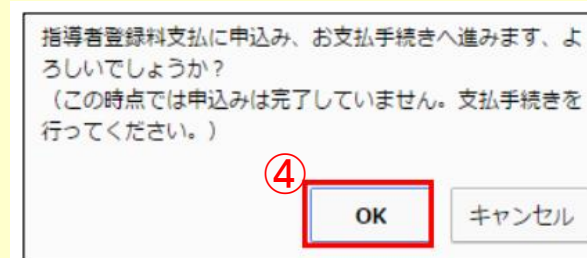 指導者登録料支払に申込み、お支払手続きへ進みます、よ
ろしいでしょうか？
（この時点では申込みは完了していません。支払手続きを
行ってください。）
④
OK キャンセル